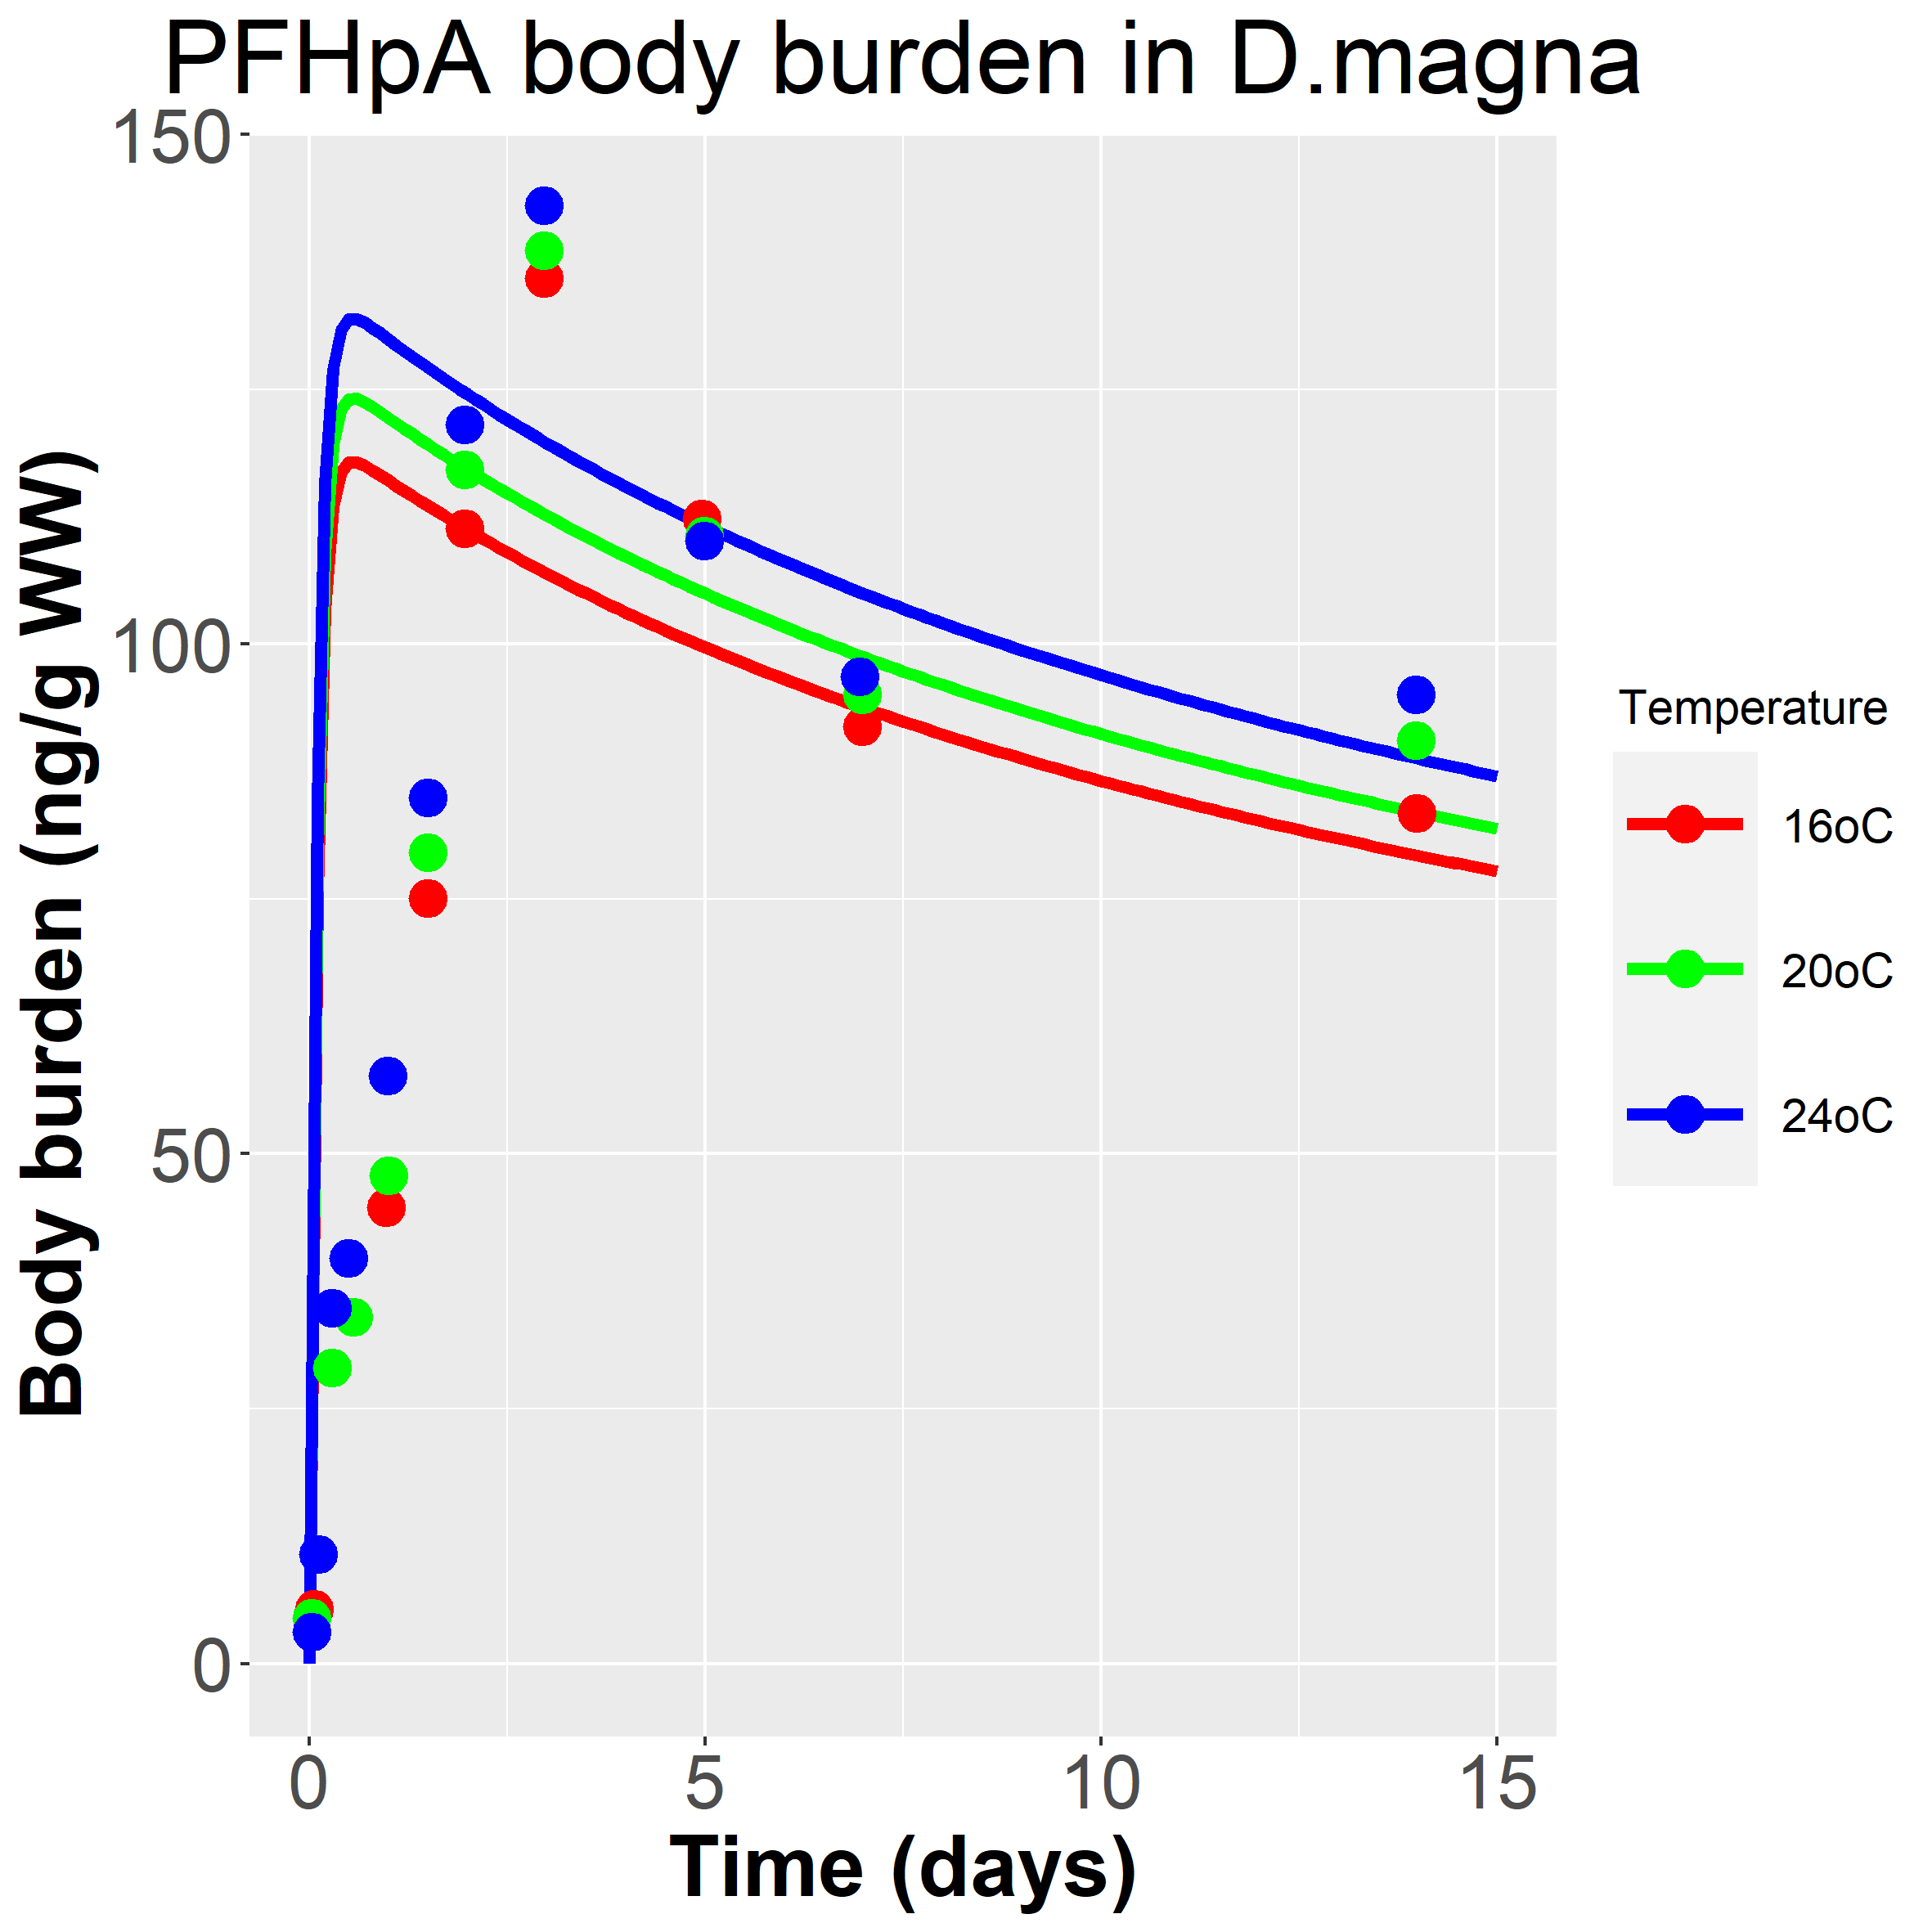 PFHpA body burden in D.magna
150
100
50
0
Body burden (ng/g WW)
0 5 10 15
Time (days)
Temperature
16oC
20oC
24oC